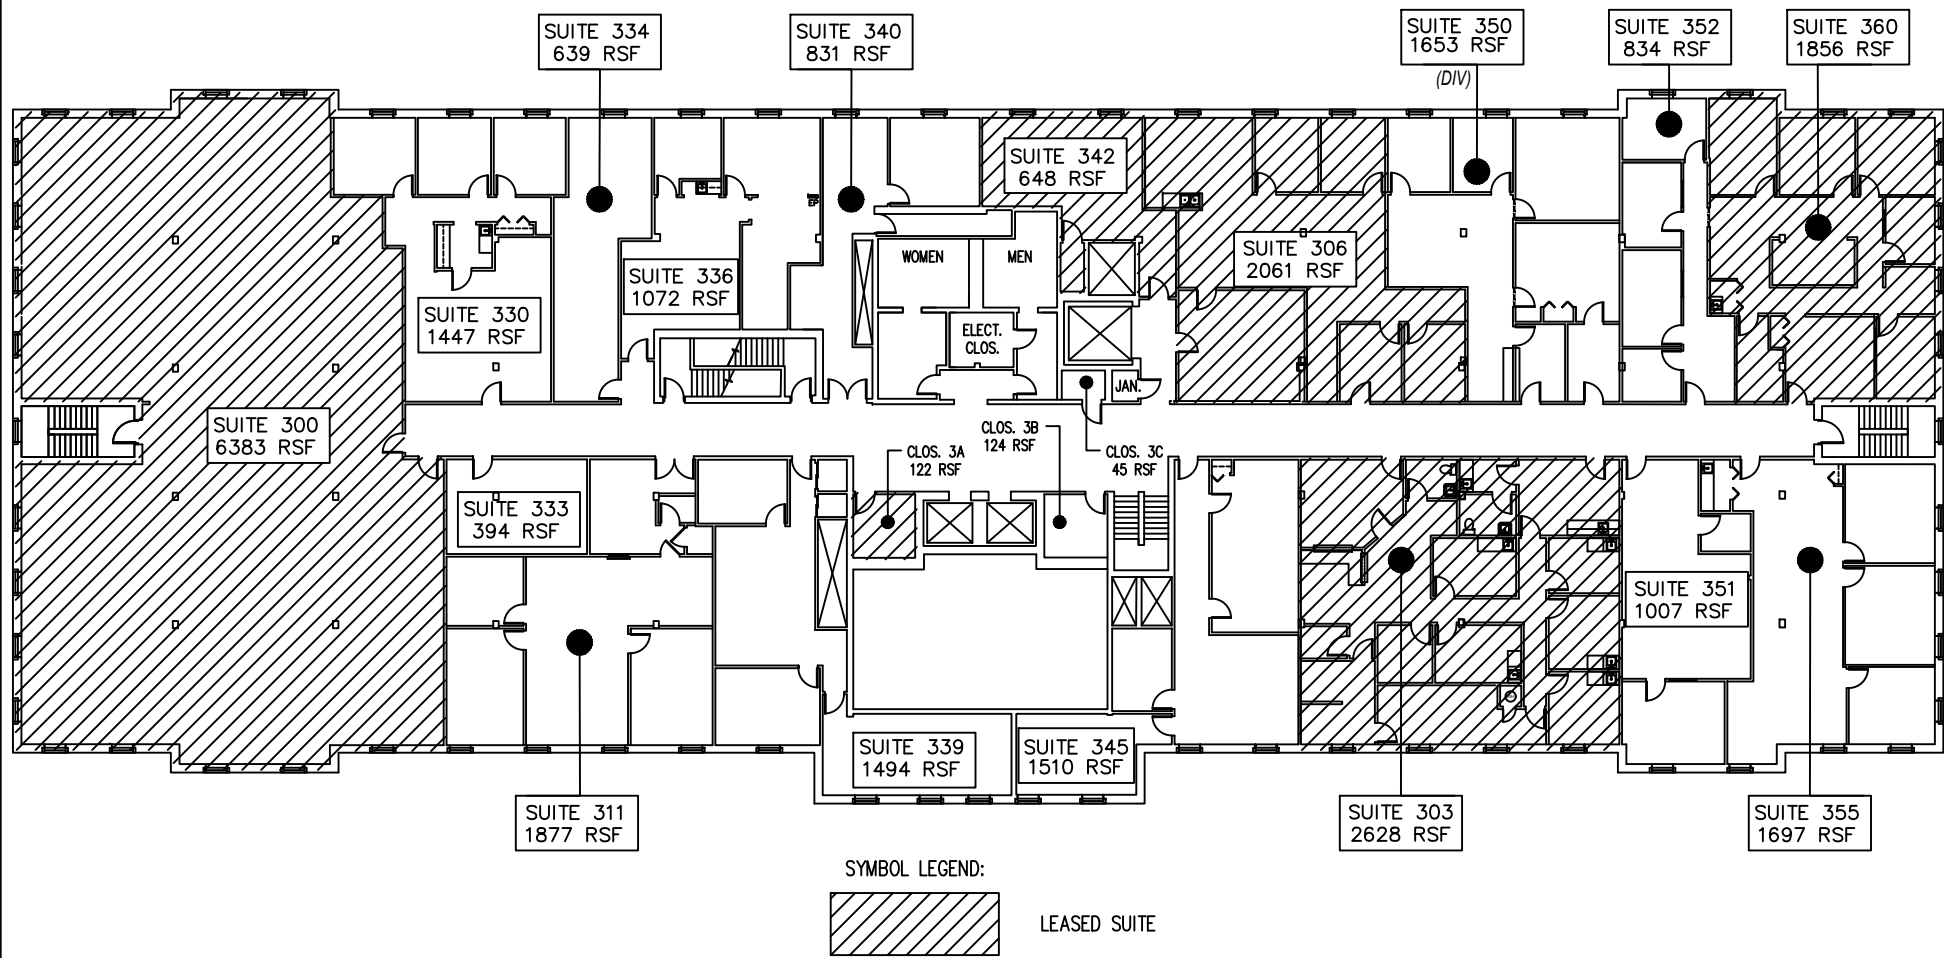 SUITE 334
639 RSF
SUITE 340
831 RSF
SUITE 350
1653 RSF
(DIV)
SUITE 352
834 RSF
SUITE 360
1856 RSF
SUITE 342
648 RSF
SUITE 306
2061 RSF
SUITE 336
1072 RSF
SUITE 330
1447 RSF
WOMEN
MEN
ELECT.
CLOS.
JAN.
SUITE 300
6383 RSF
CLOS. 3A
122 RSF
CLOS. 3B
124 RSF
CLOS. 3C
45 RSF
SUITE 333
394 RSF
SUITE 351
1007 RSF
SUITE 339
1494 RSF
SUITE 345
1510 RSF
SUITE 311
1877 RSF
SUITE 303
2628 RSF
SUITE 355
1697 RSF
SYMBOL LEGEND:
LEASED SUITE